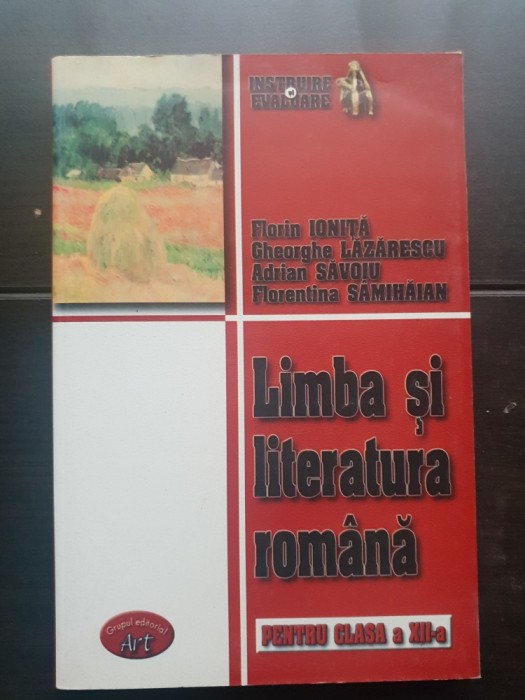 INSTRUIRE
și
EVALUARE
Florin IONIȚĂ
Gheorghe LĂZĂRESCU
Adrian SĂVOIU
Florentina SÂMIHĂIAN
Limba și
literatura
română
PENTRU CLASA a XII-a
Grupul editorial
Art